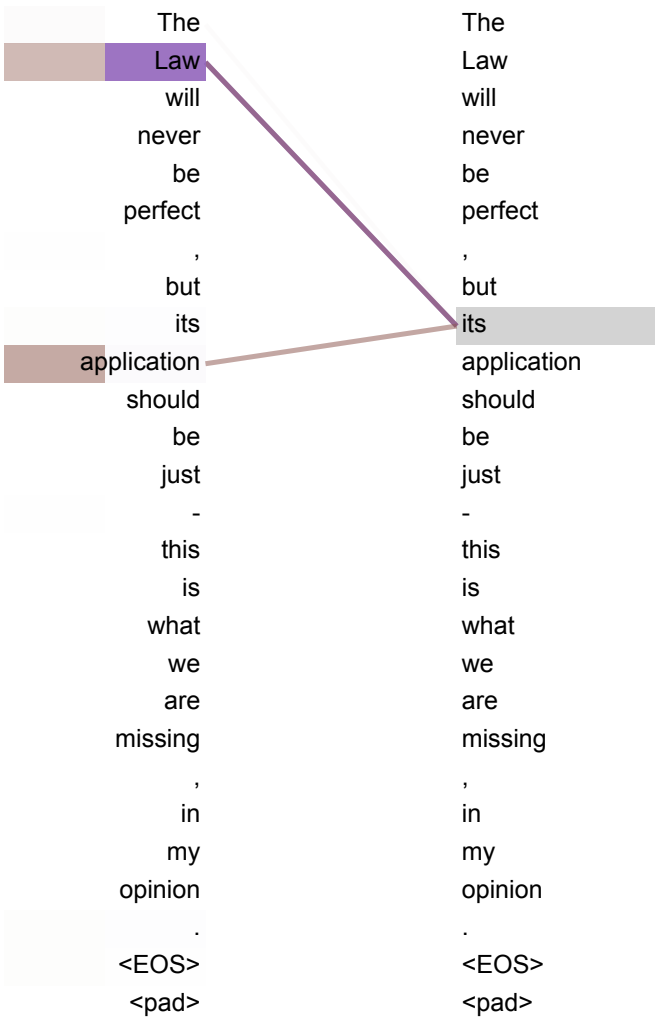 The The
Law Law
will will
never never
be be
perfect perfect
, ,
but but
its its
application application
should should
be be
just just
- -
this this
is is
what what
we we
are are
missing missing
, ,
in in
my my
opinion opinion
. .
<EOS> <EOS>
<pad> <pad>